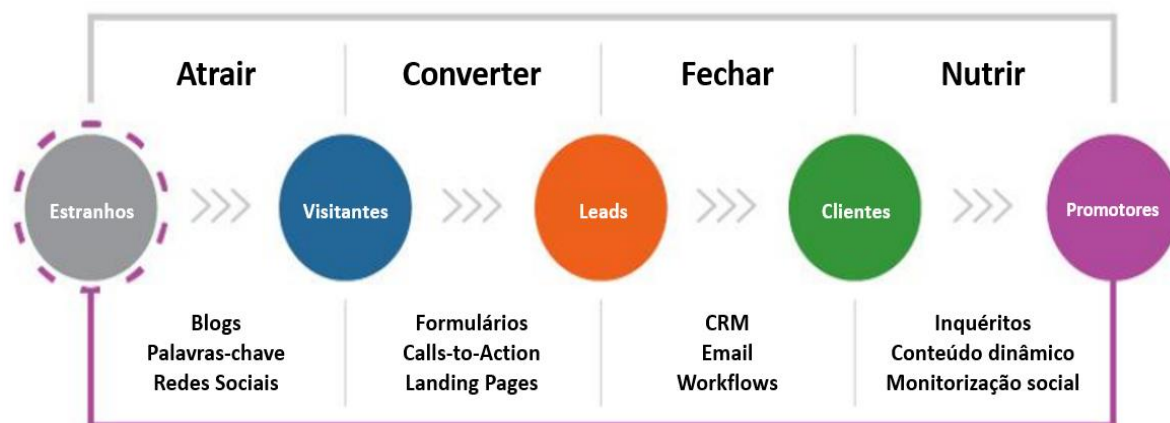 Atrair
Converter
Fechar
Nutrir
Estranhos
Visitantes
Leads
Clientes
Promotores
Blogs
Palavras-chave
Redes Sociais
Formulários
Calls-to-Action
Landing Pages
CRM
Email
Workflows
Inquéritos
Conteúdo dinâmico
Monitorização social